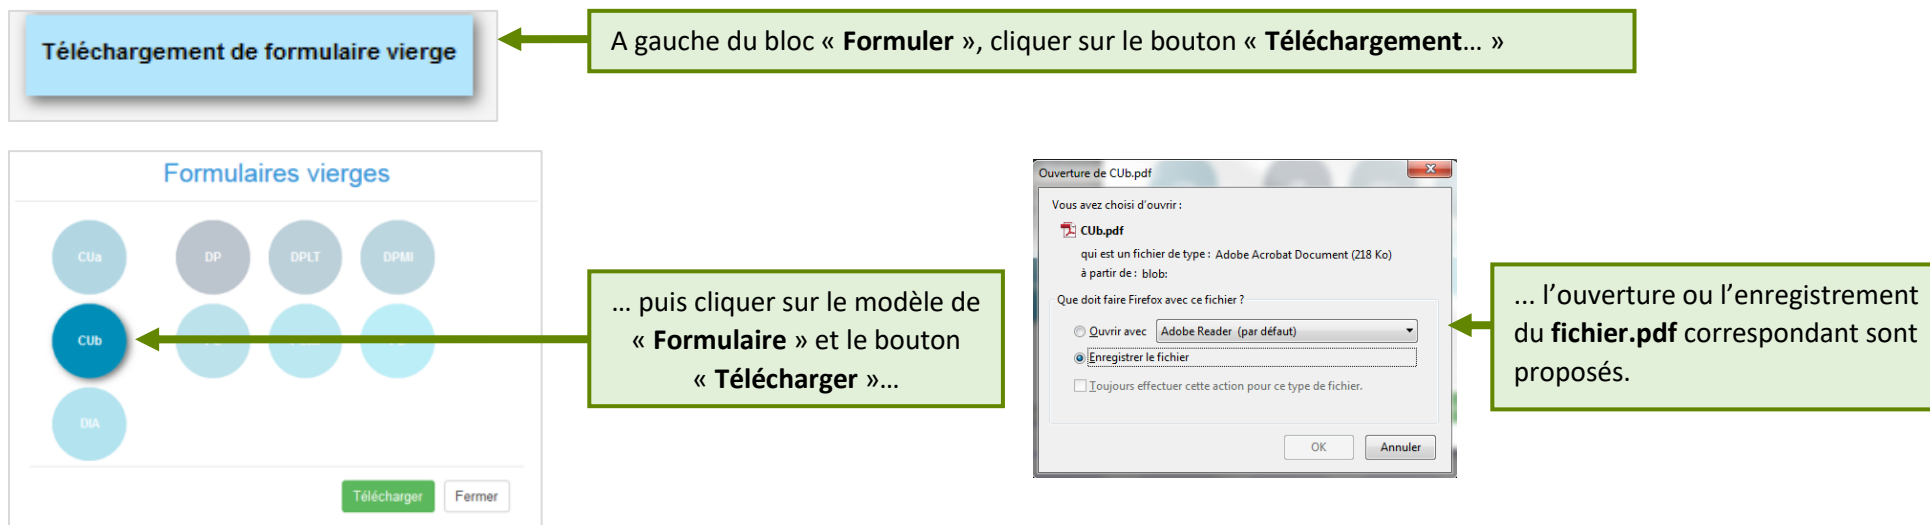 Téléchargement de formulaire vierge
A gauche du bloc « Formuler », cliquer sur le bouton « Téléchargement... »
Formulaires vierges
CUa
DP
DPLT
DPMI
CUb
DIA
Télécharger
Fermer
... puis cliquer sur le modèle de
« Formulaire » et le bouton
« Télécharger »...
Ouverture de CUb.pdf
Vous avez choisi d'ouvrir :
CUb.pdf
qui est un fichier de type : Adobe Acrobat Document (218 Ko)
à partir de : blob:
Que doit faire Firefox avec ce fichier ?
Ouvrir avec Adobe Reader (par défaut)
Enregistrer le fichier
Toujours effectuer cette action pour ce type de fichier.
OK
Annuler
... l'ouverture ou l'enregistrement
du fichier.pdf correspondant sont
proposés.